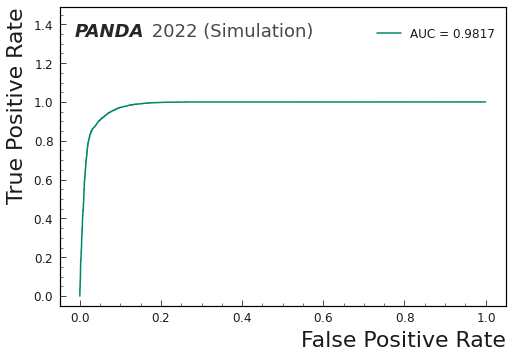 PANDA 2022 (Simulation)
AUC = 0.9817
True Positive Rate
1.4
1.2
1.0
0.8
0.6
0.4
0.2
0.0
0.0 0.2 0.4 0.6 0.8 1.0
False Positive Rate